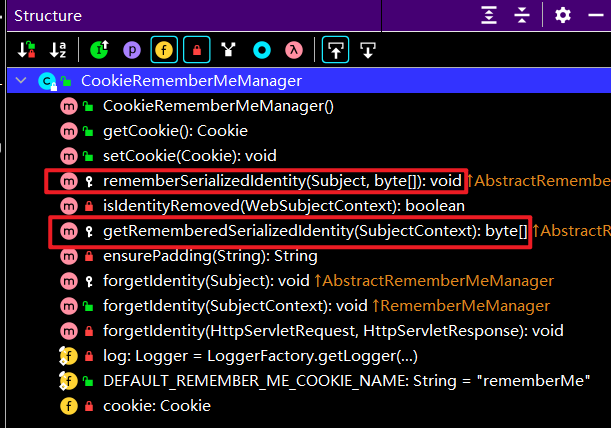 Structure
CookieRememberMeManager
CookieRememberMeManager()
getCookie(): Cookie
setCookie(Cookie): void
rememberSerializedIdentity(Subject, byte[]): void ↑AbstractRemembe
isIdentityRemoved(WebSubjectContext): boolean
getRememberedSerializedIdentity(SubjectContext): byte[] ↑AbstractR
ensurePadding(String): String
forgetIdentity(Subject): void ↑AbstractRememberMeManager
forgetIdentity(SubjectContext): void ↑RememberMeManager
forgetIdentity(HttpServletRequest, HttpServletResponse): void
log: Logger = LoggerFactory.getLogger(...)
DEFAULT_REMEMBER_ME_COOKIE_NAME: String = "rememberMe"
cookie: Cookie